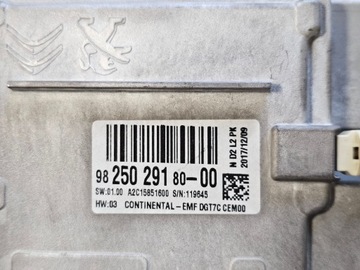 98 250 291 80-00
SW:01.00 A2C15651600 S/N:119645
HW:03 CONTINENTAL-EMF DGT7C CEM00
N D2 L2 PK
2017/12/09